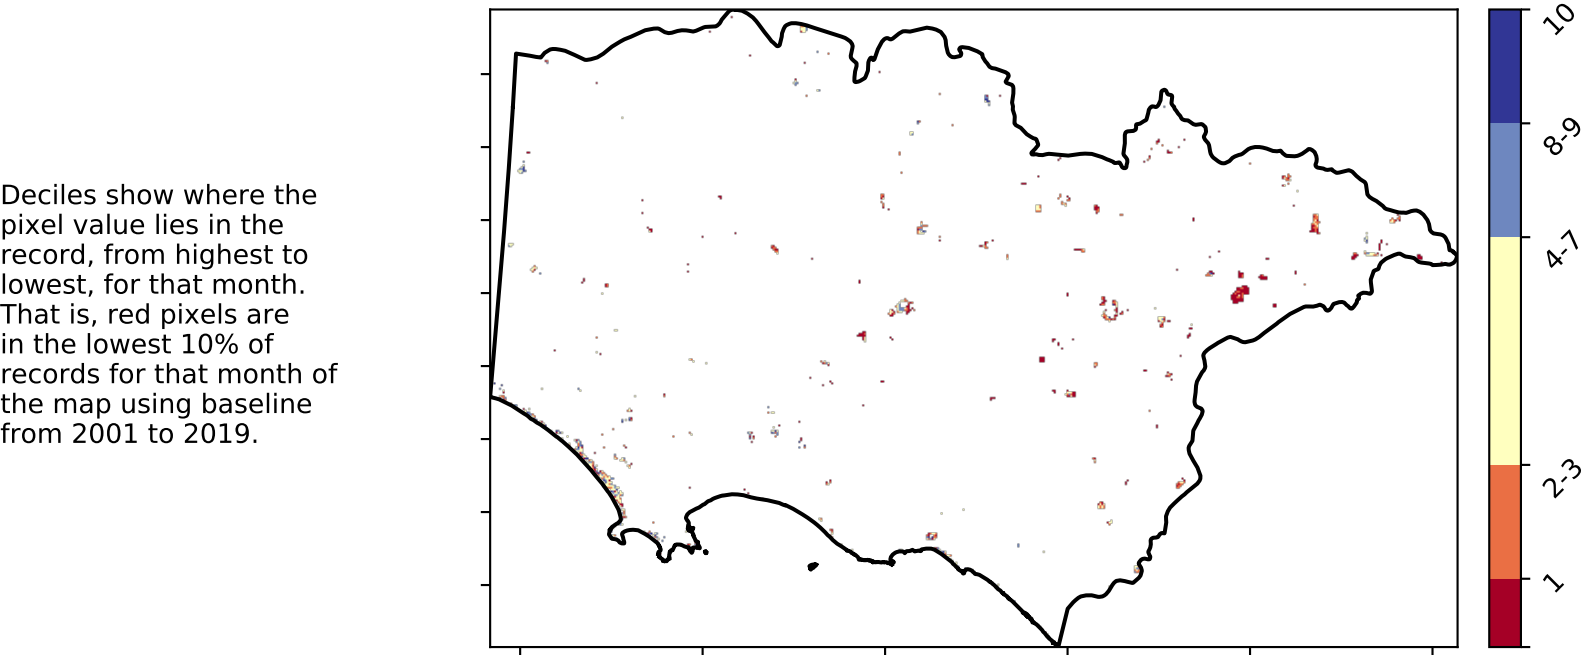 Deciles show where the
pixel value lies in the
record, from highest to
lowest, for that month.
That is, red pixels are
in the lowest 10% of
records for that month of
the map using baseline
from 2001 to 2019.
10
8-9
4-7
2-3
1